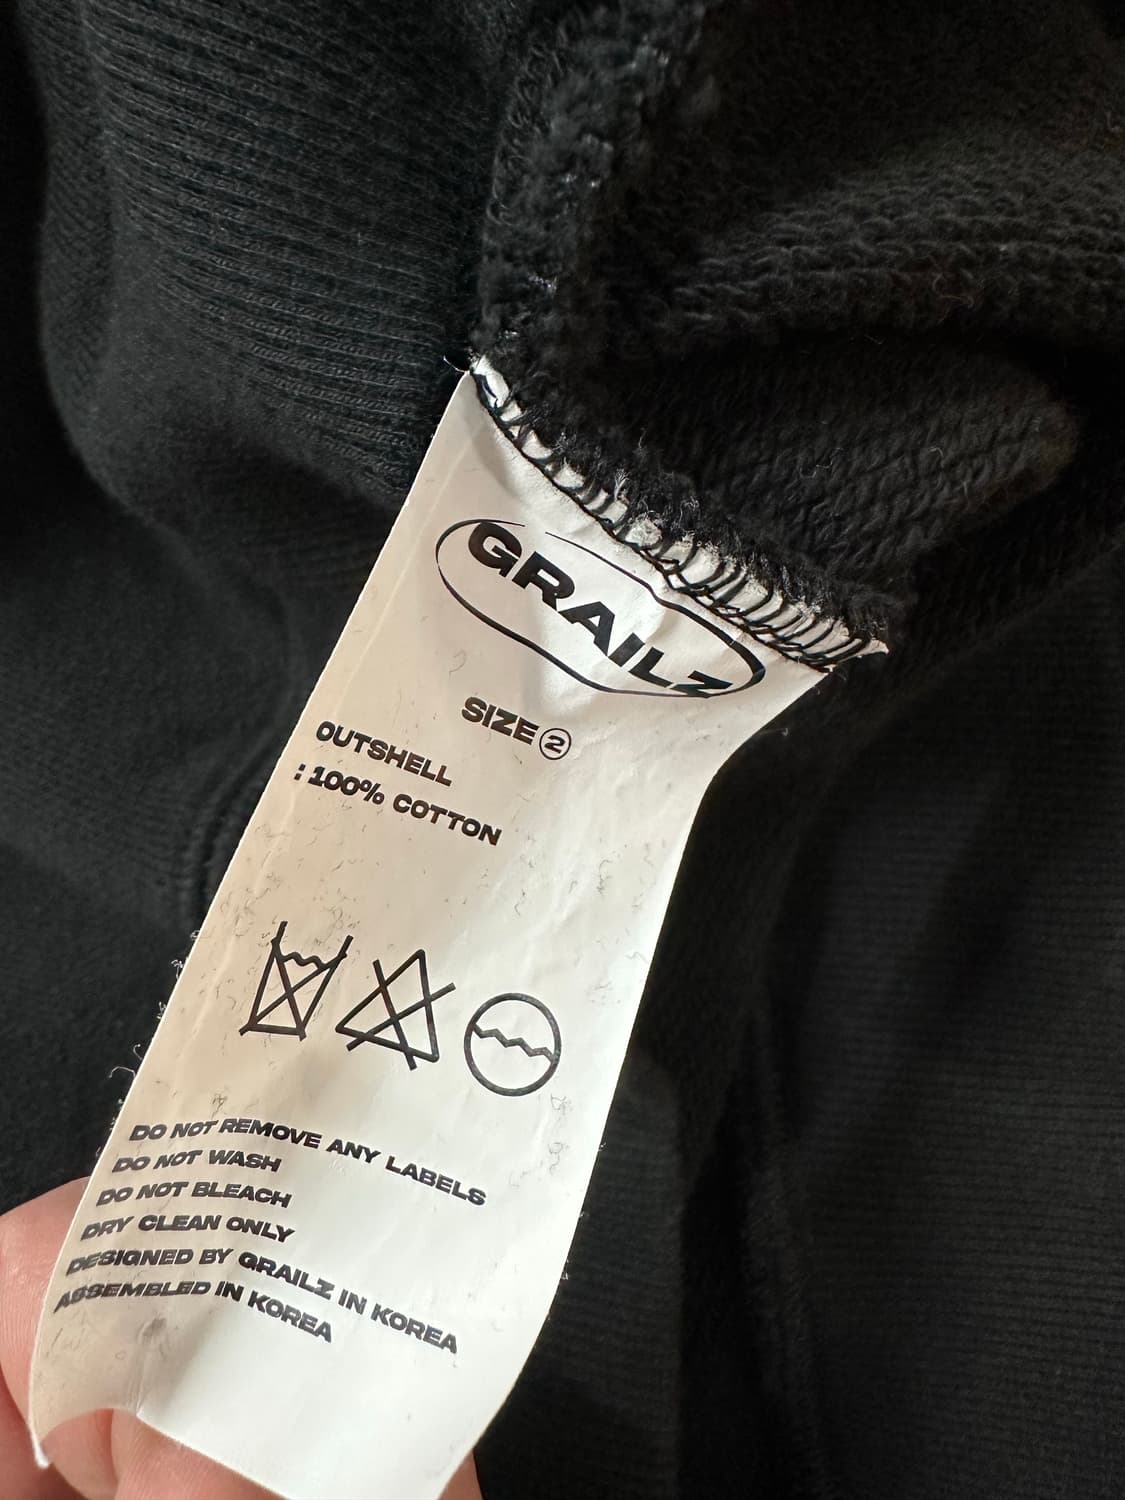 GRAILZ
SIZE ②
OUTSHELL
: 100% COTTON
DO NOT REMOVE ANY LABELS
DO NOT WASH
DO NOT BLEACH
DRY CLEAN ONLY
DESIGNED BY GRAILZ IN KOREA
ASSEMBLED IN KOREA